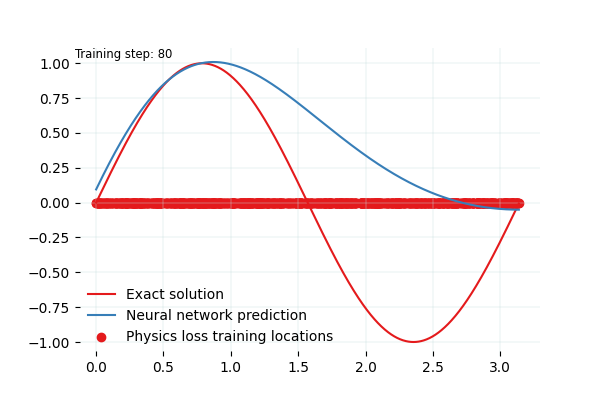 Training step: 80
1.00
0.75
0.50
0.25
0.00
−0.25
−0.50
−0.75
−1.00
Exact solution
Neural network prediction
Physics loss training locations
0.0 0.5 1.0 1.5 2.0 2.5 3.0